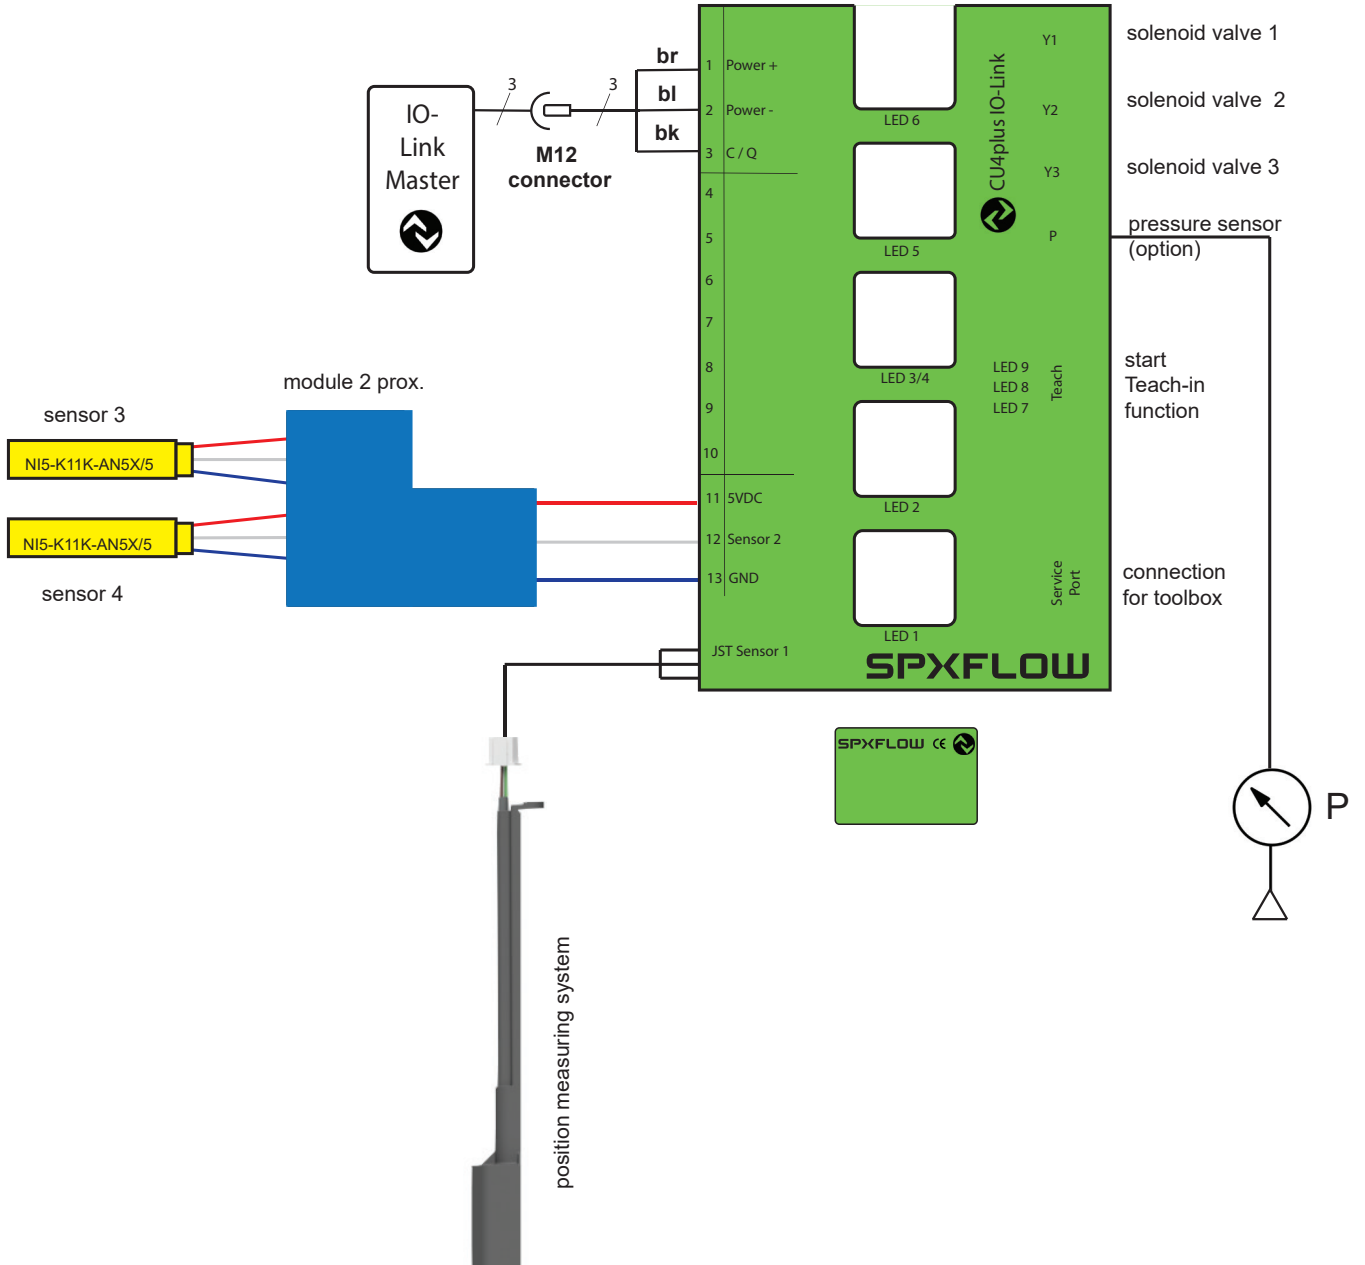 IO-
Link
Master
3
3
M12
connector
br
bl
bk
1 Power +
2 Power -
3 C / Q
4
5
6
7
8
9
10
11 5VDC
12 Sensor 2
13 GND
JST Sensor 1
LED 6
LED 5
LED 3/4
LED 2
LED 1
CU4plus IO-Link
Y1
Y2
Y3
P
LED 9
LED 8
LED 7
Teach
Service
Port
SPXFLOW
solenoid valve 1
solenoid valve 2
solenoid valve 3
pressure sensor
(option)
start
Teach-in
function
connection
for toolbox
module 2 prox.
sensor 3
NI5-K11K-AN5X/5
NI5-K11K-AN5X/5
sensor 4
SPXFLOW CE
P
position measuring system